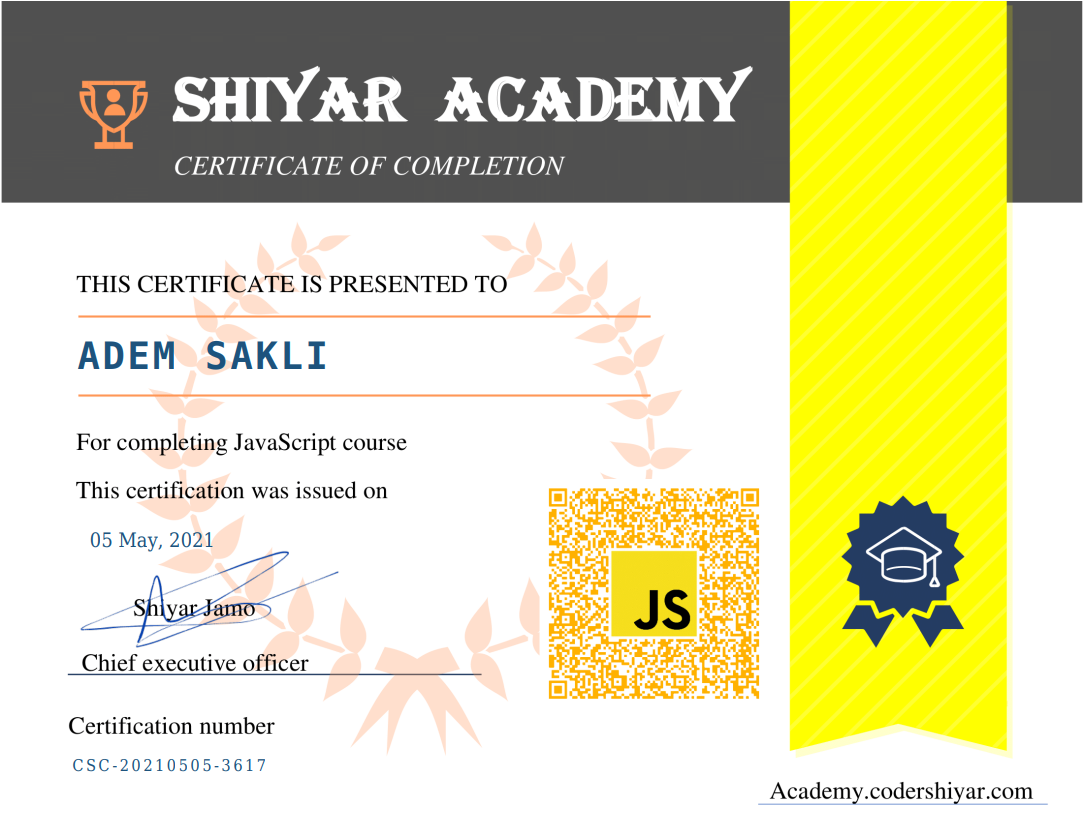 SHIYAR ACADEMY
CERTIFICATE OF COMPLETION
THIS CERTIFICATE IS PRESENTED TO
ADEM SAKLI
For completing JavaScript course
This certification was issued on
05 May, 2021
Shiyar Jamo
Chief executive officer
JS
Certification number
CSC-20210505-3617
Academy.codershiyar.com